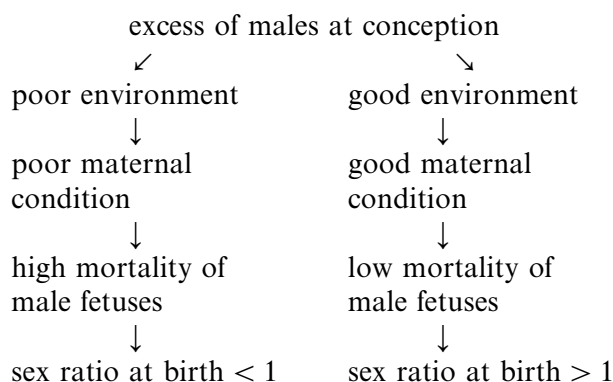 excess of males at conception
↙ ↘
poor environment good environment
↓ ↓
poor maternal good maternal
condition condition
↓ ↓
high mortality of low mortality of
male fetuses male fetuses
↓ ↓
sex ratio at birth < 1 sex ratio at birth > 1